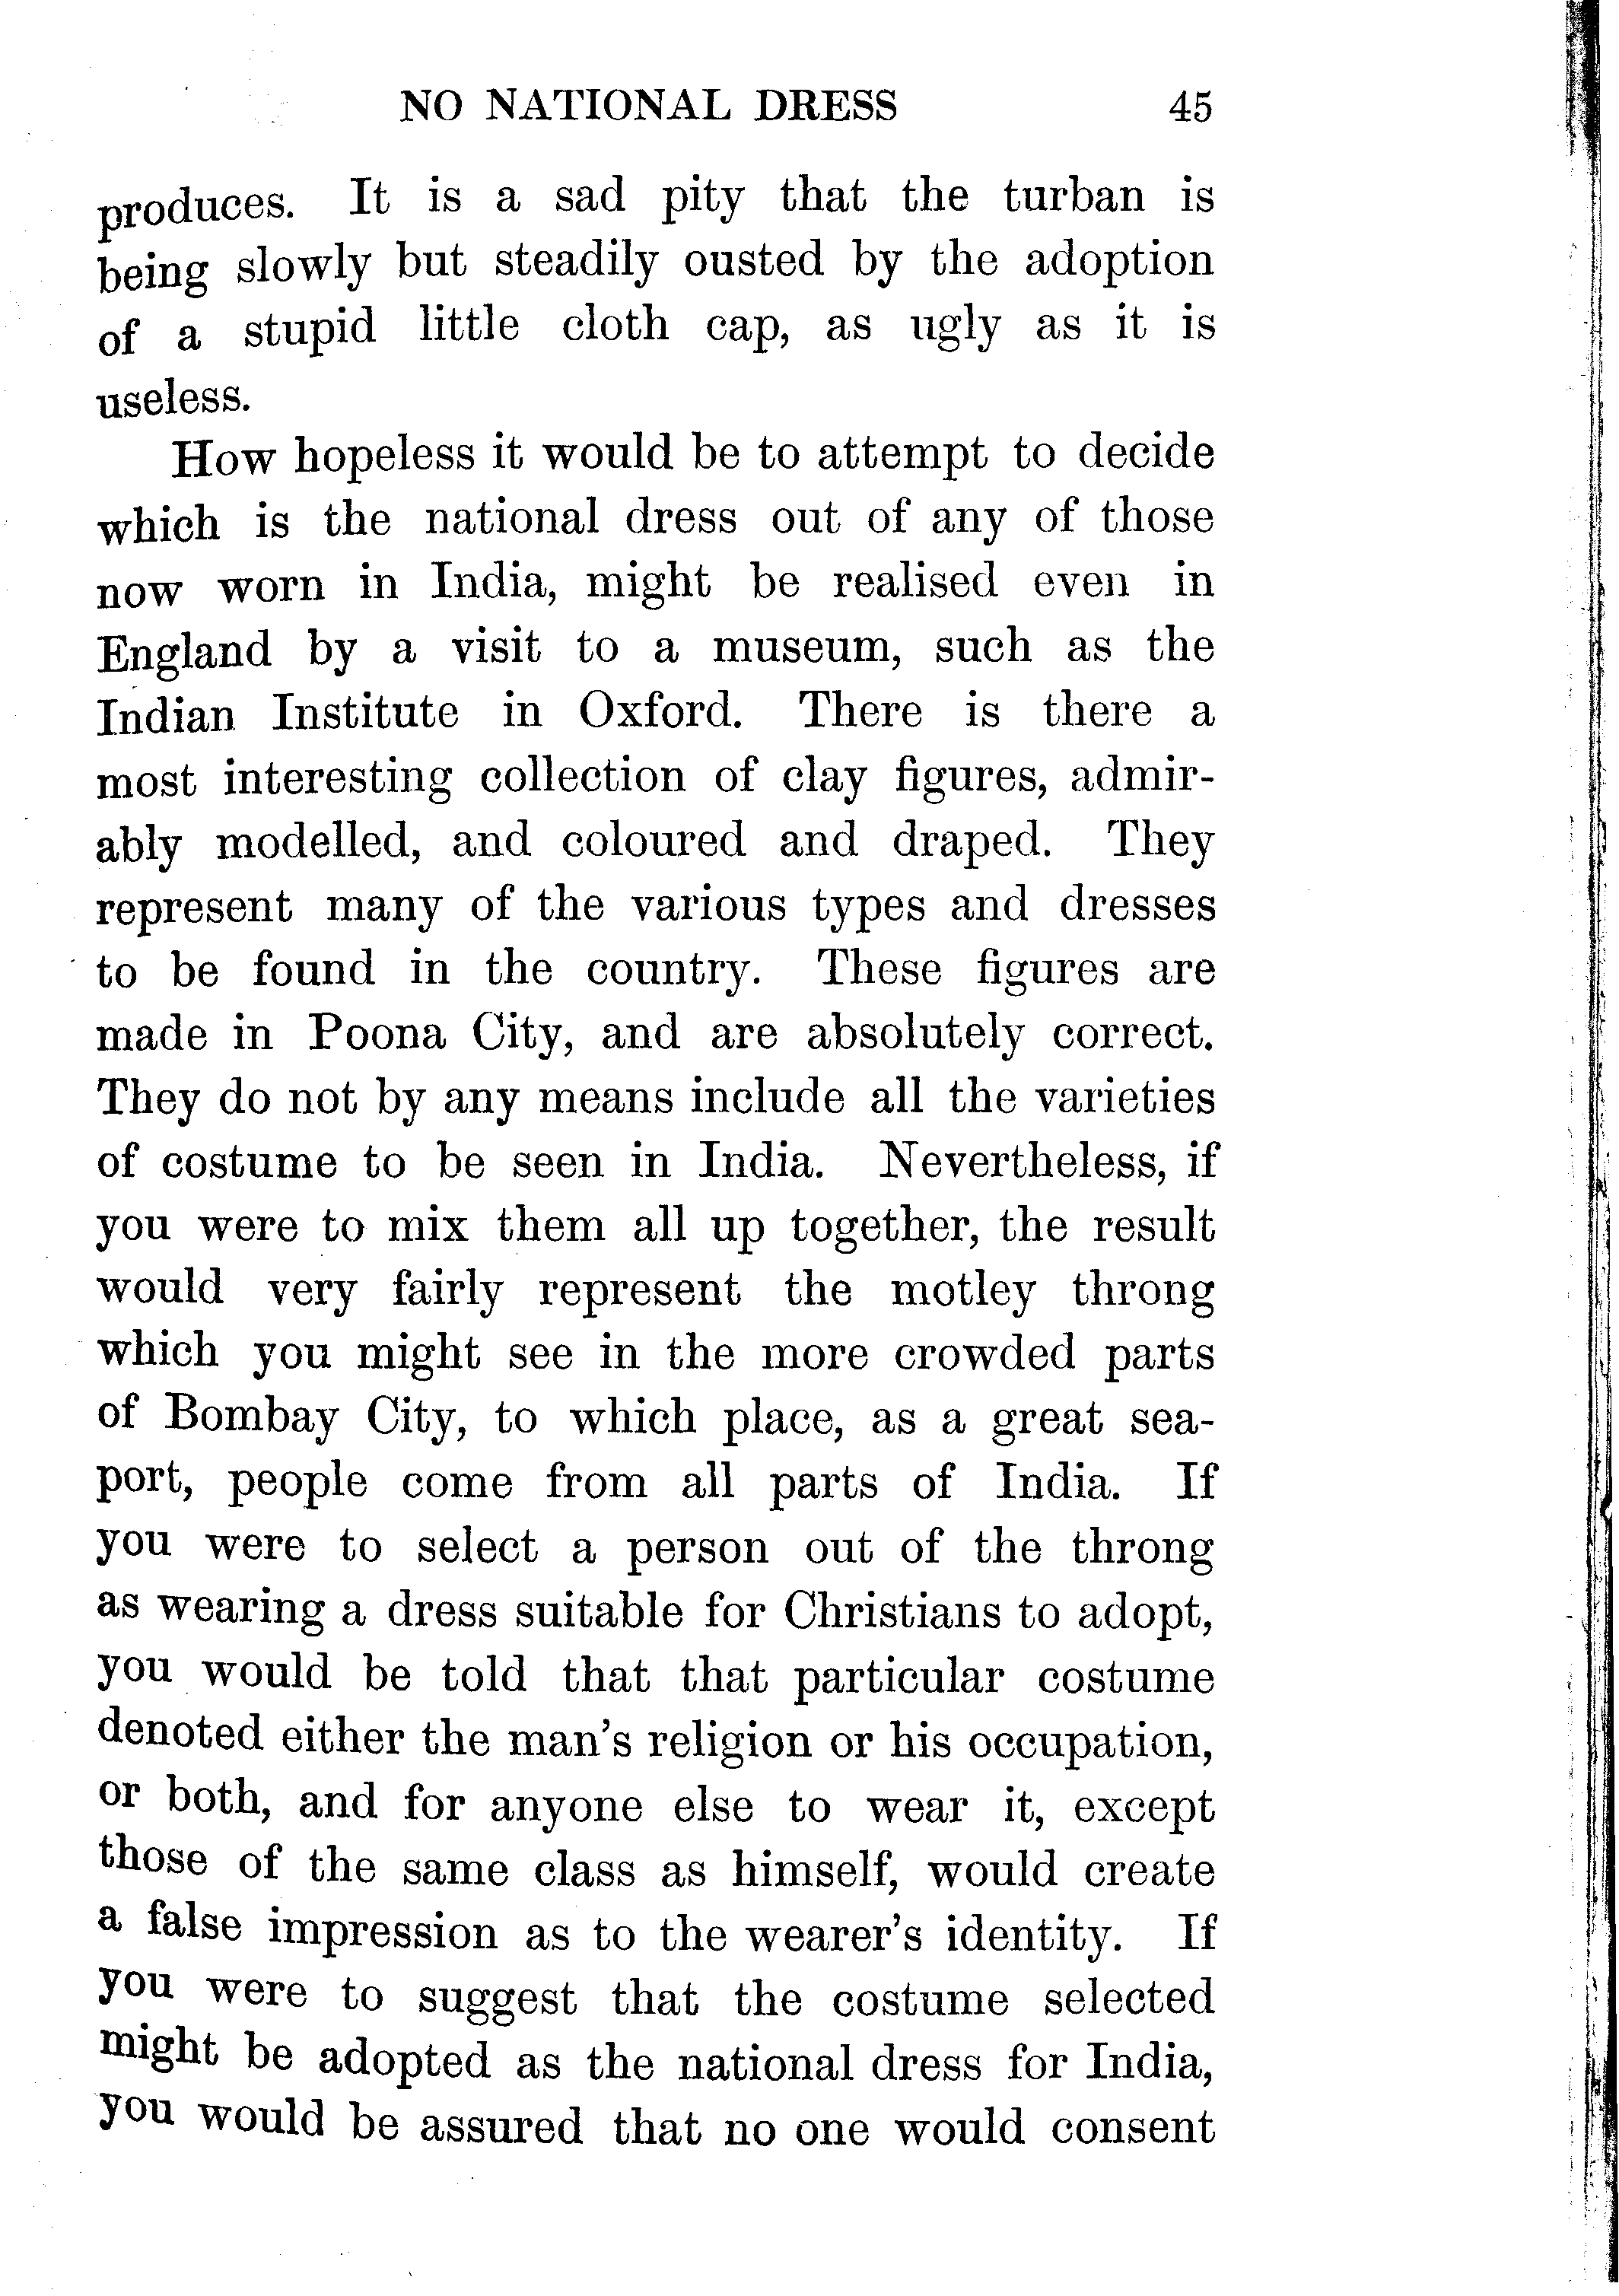 NO NATIONAL DRESS 45
produces. It is a sad pity that the turban is
being slowly but steadily ousted by the adoption
of a stupid little cloth cap, as ugly as it is
useless.
How hopeless it would be to attempt to decide
which is the national dress out of any of those
now worn in India, might be realised even in
England by a visit to a museum, such as the
Indian Institute in Oxford. There is there a
most interesting collection of clay figures, admir-
ably modelled, and coloured and draped. They
represent many of the various types and dresses
to be found in the country. These figures are
made in Poona City, and are absolutely correct.
They do not by any means include all the varieties
of costume to be seen in India. Nevertheless, if
you were to mix them all up together, the result
would very fairly represent the motley throng
which you might see in the more crowded parts
of Bombay City, to which place, as a great sea-
port, people come from all parts of India. If
you were to select a person out of the throng
as wearing a dress suitable for Christians to adopt,
you would be told that that particular costume
denoted either the man's religion or his occupation,
or both, and for anyone else to wear it, except
those of the same class as himself, would create
a false impression as to the wearer's identity. If
you were to suggest that the costume selected
might be adopted as the national dress for India,
you would be assured that no one would consent